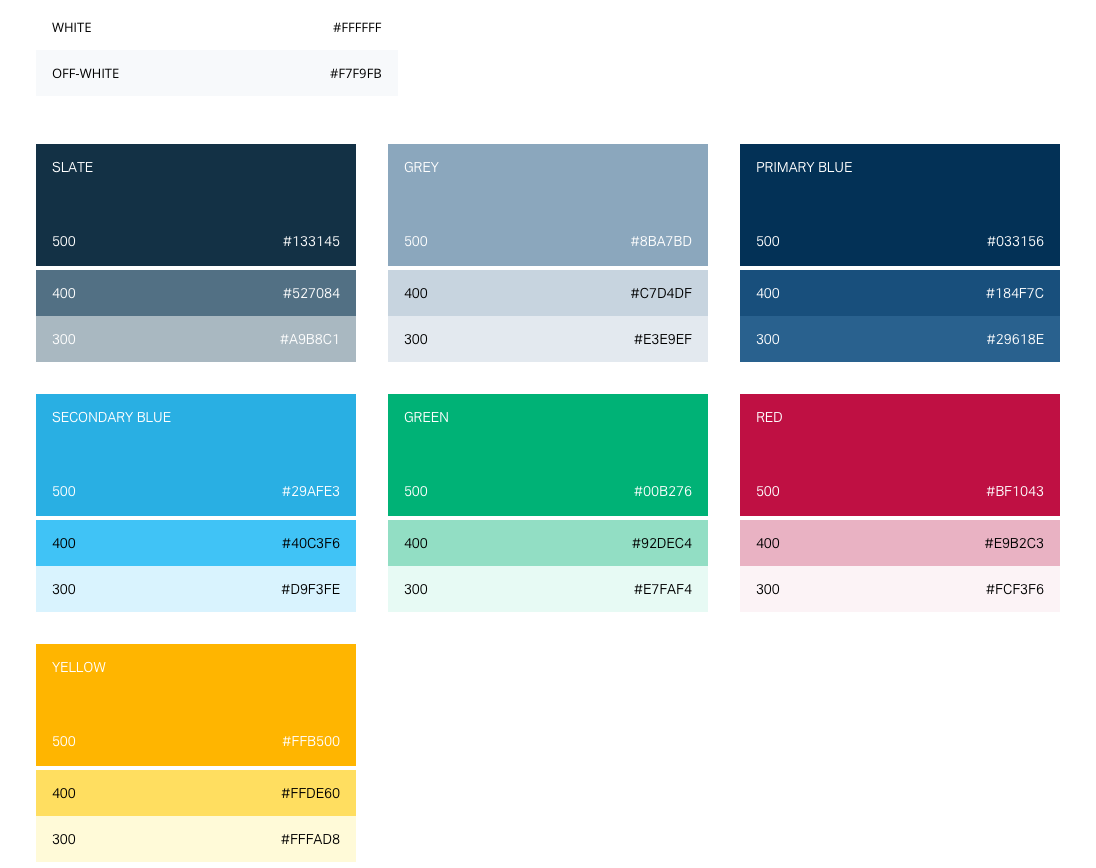 WHITE #FFFFFF
OFF-WHITE #F7F9FB
SLATE
500 #133145
400 #527084
300 #A9B8C1
GREY
500 #8BA7BD
400 #C7D4DF
300 #E3E9EF
PRIMARY BLUE
500 #033156
400 #184F7C
300 #29618E
SECONDARY BLUE
500 #29AFE3
400 #40C3F6
300 #D9F3FE
GREEN
500 #00B276
400 #92DEC4
300 #E7FAF4
RED
500 #BF1043
400 #E9B2C3
300 #FCF3F6
YELLOW
500 #FFB500
400 #FFDE60
300 #FFFAD8